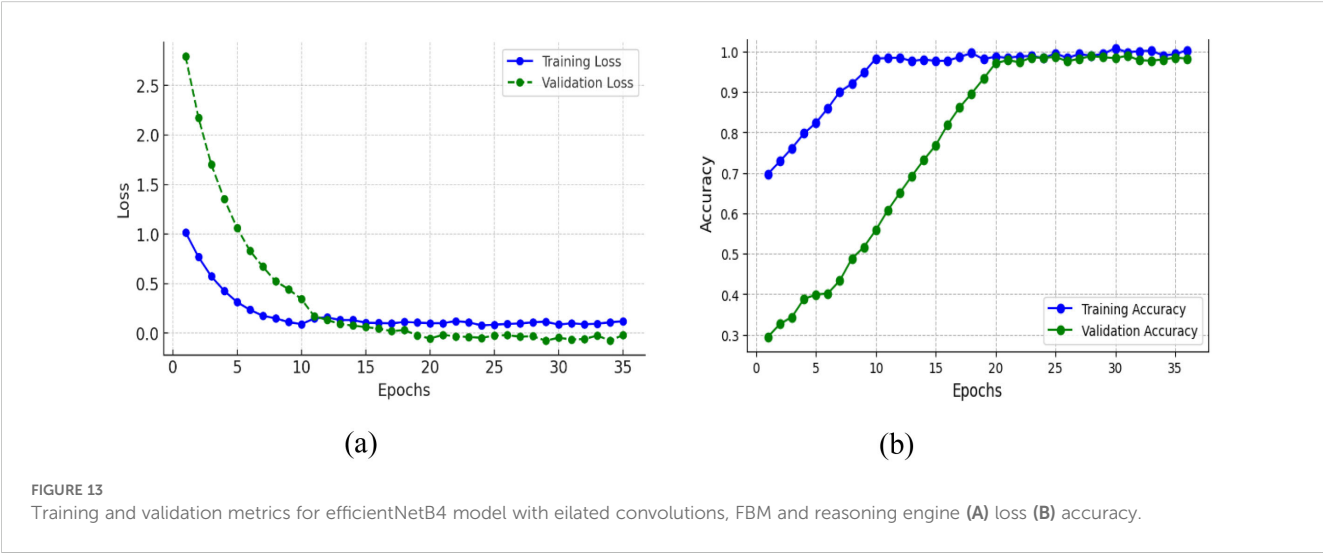 2.5
2.0
1.5
1.0
0.5
0.0
Loss
Training Loss
Validation Loss
0 5 10 15 20 25 30 35
Epochs
(a)
1.0
0.9
0.8
0.7
0.6
0.5
0.4
0.3
Accuracy
Training Accuracy
Validation Accuracy
0 5 10 15 20 25 30 35
Epochs
(b)
FIGURE 13
Training and validation metrics for efficientNetB4 model with eilated convolutions, FBM and reasoning engine (A) loss (B) accuracy.